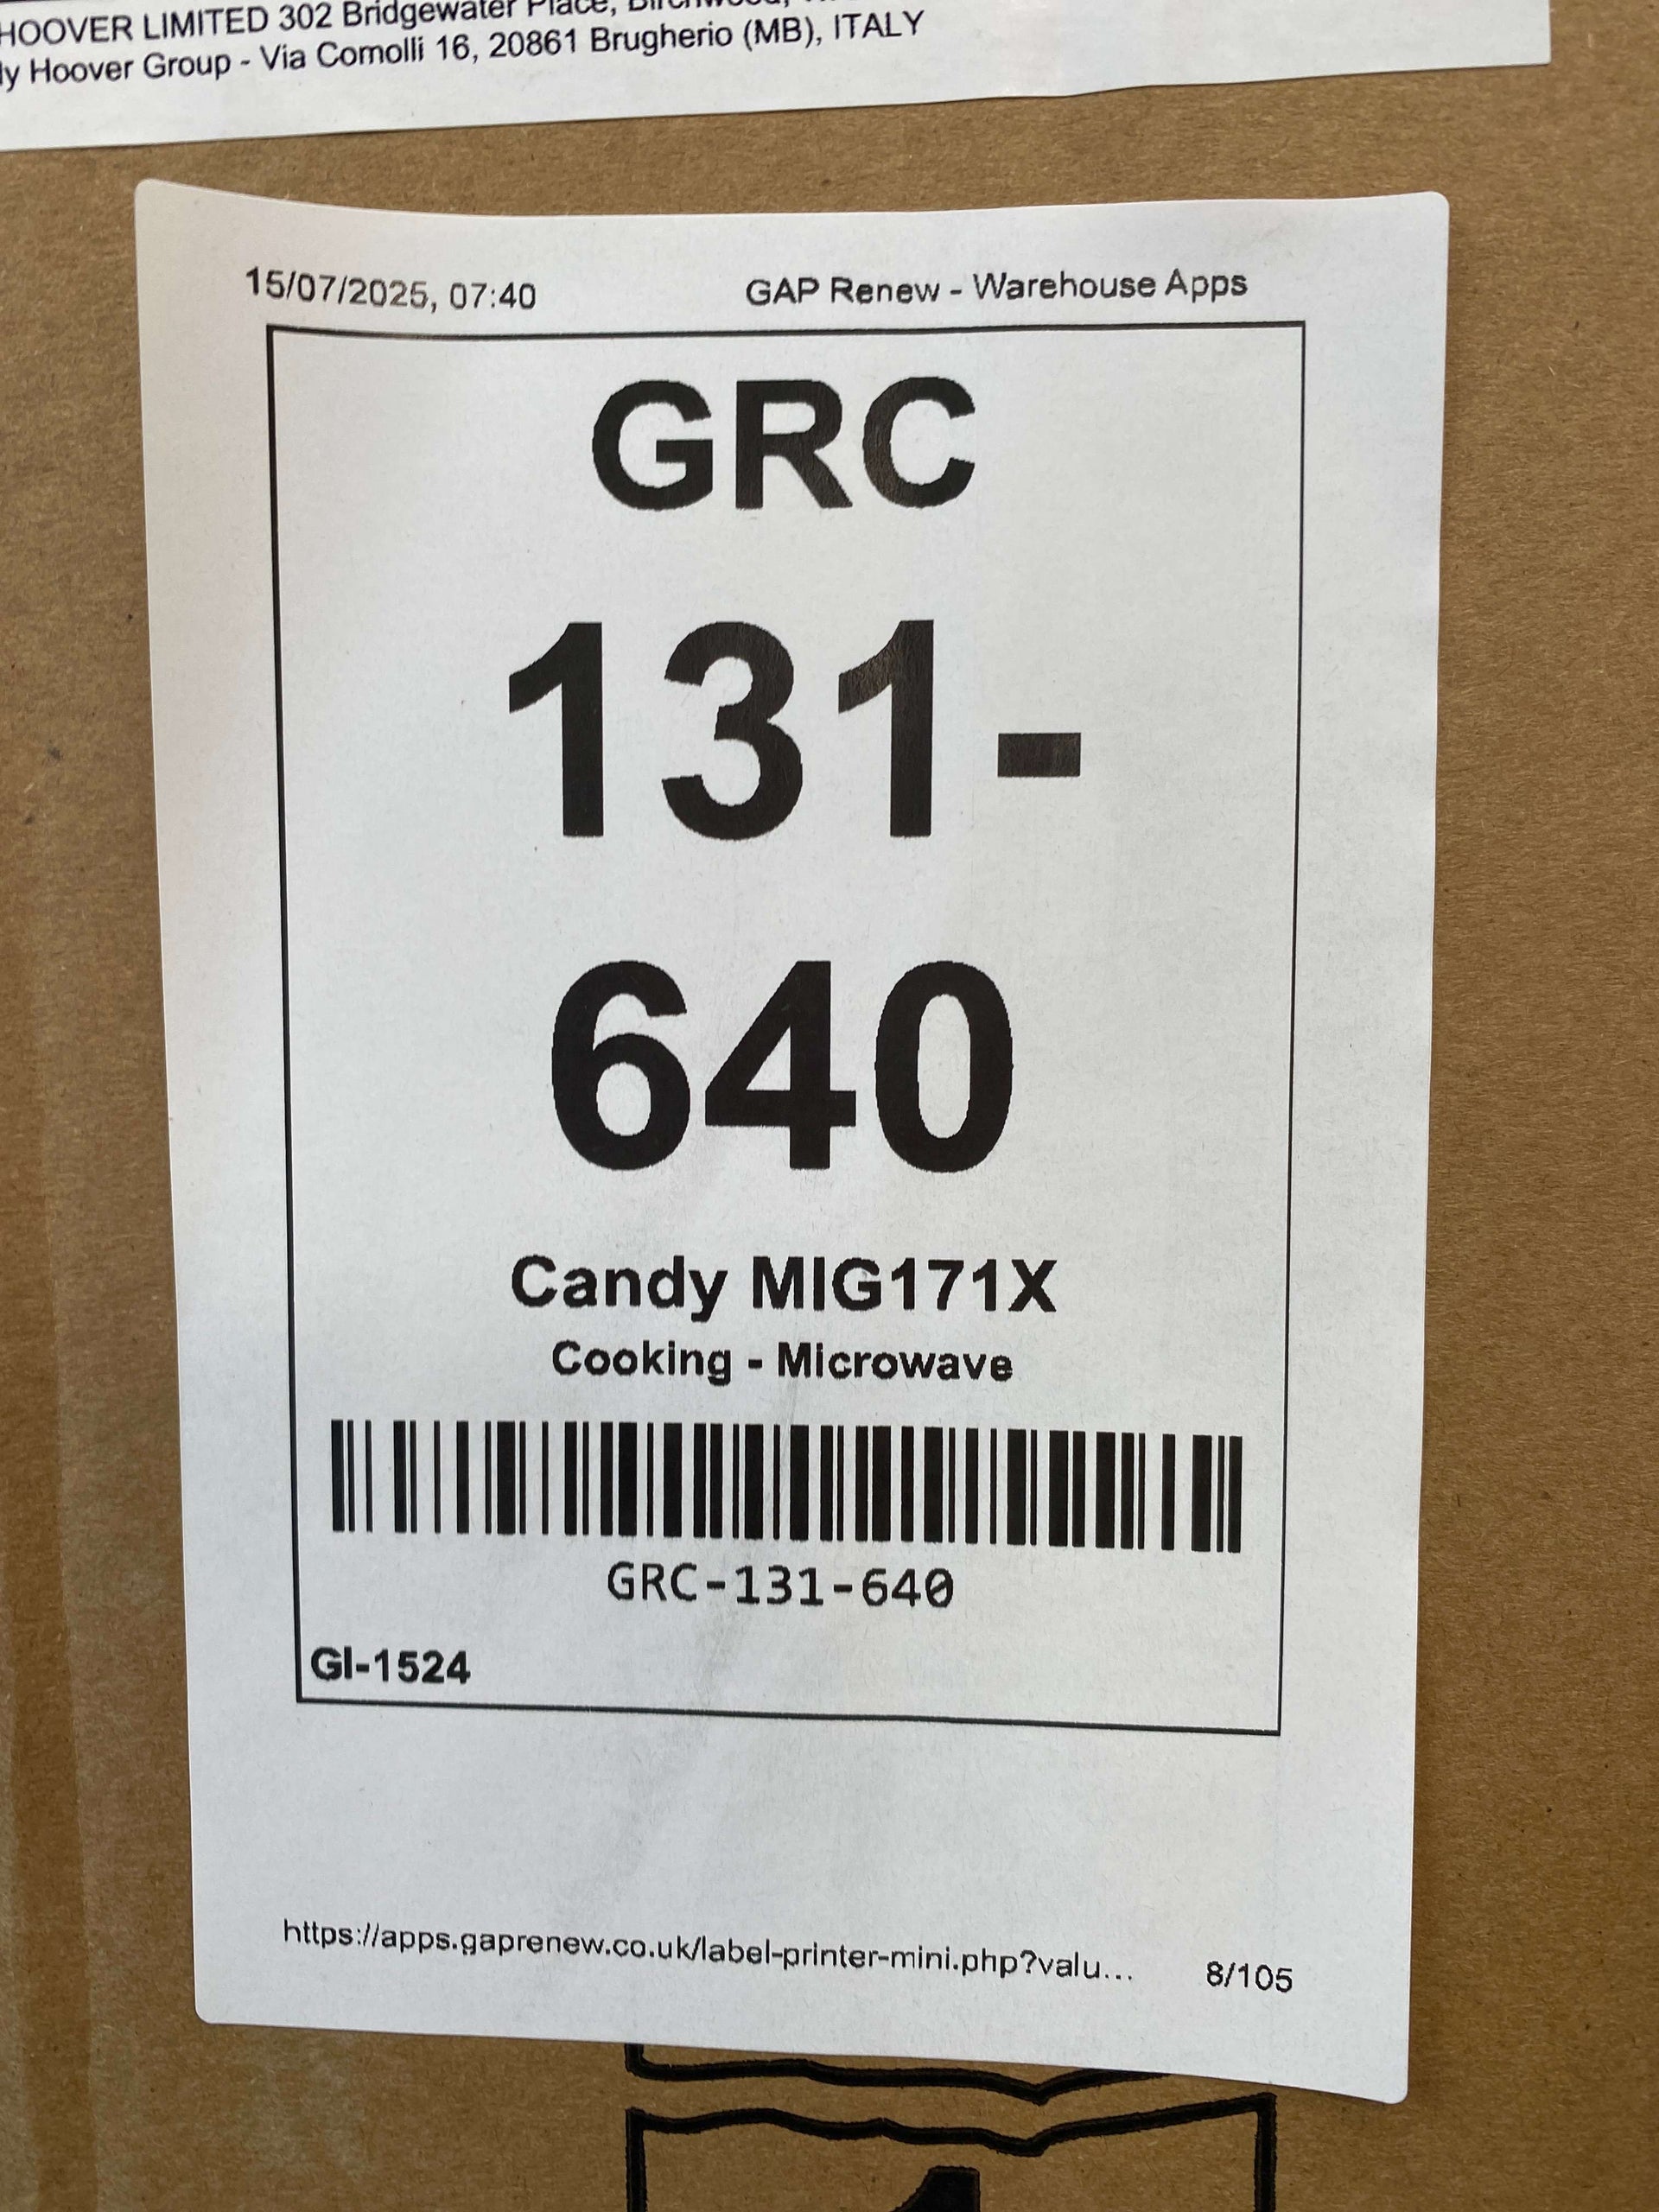 HOOVER LIMITED 302 Bridgewater Place,
Hoover Group - Via Comolli 16, 20861 Brugherio (MB), ITALY
15/07/2025, 07:40 GAP Renew - Warehouse Apps
GRC
131-
640
Candy MIG171X
Cooking - Microwave
GRC-131-640
GI-1524
https://apps.gaprenew.co.uk/label-printer-mini.php?valu... 8/105